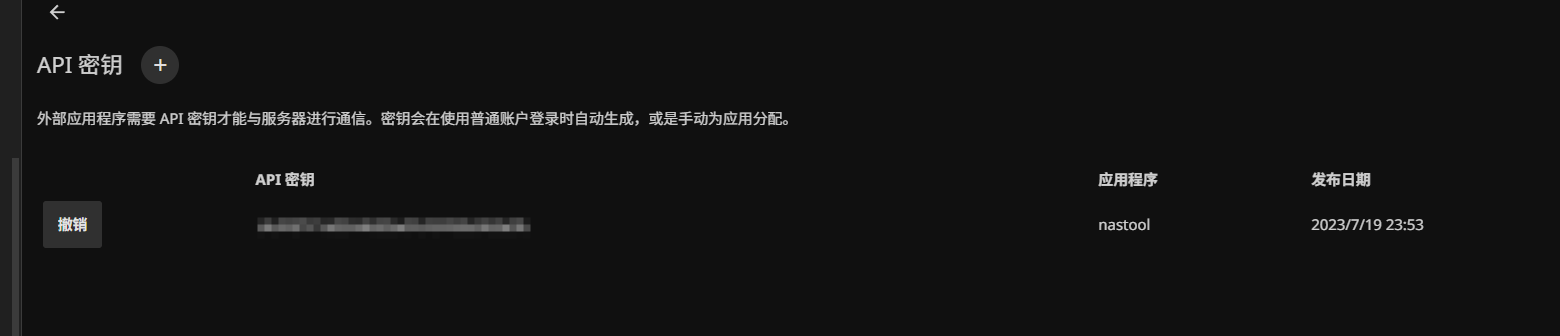 API 密钥 +
外部应用程序需要 API 密钥才能与服务器进行通信。密钥会在使用普通账户登录时自动生成，或是手动为应用分配。
API 密钥 应用程序 发布日期
撤销 nastool 2023/7/19 23:53